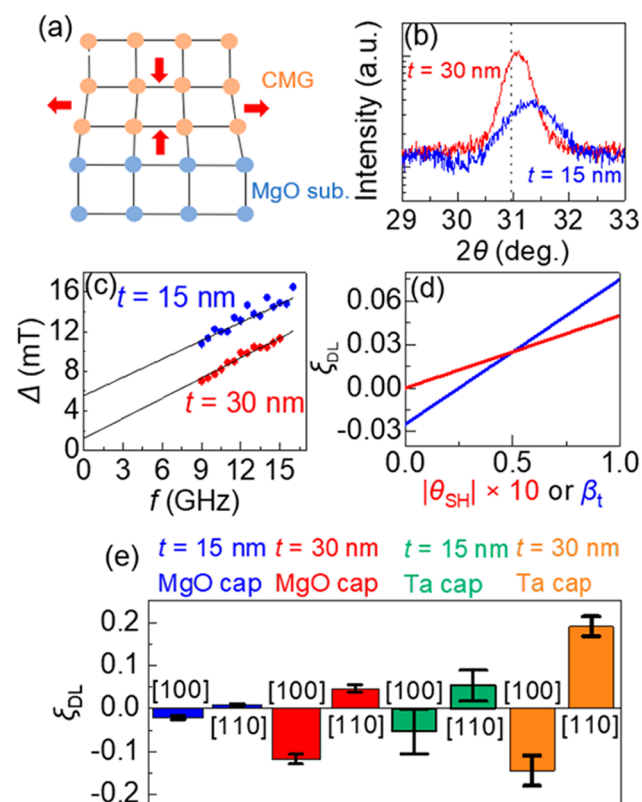 (a)
CMG
MgO sub.
(b)
Intensity (a.u.)
t = 30 nm
t = 15 nm
29 30 31 32 33
2θ (deg.)
(c)
t = 15 nm
t = 30 nm
16
12
8
4
0
Δ (mT)
0 3 6 9 12 15
f (GHz)
(d)
ξDL
0.06
0.03
0.00
-0.03
0.0 0.5 1.0
|θSH| × 10 or βt
(e)
t = 15 nm t = 30 nm t = 15 nm t = 30 nm
MgO cap MgO cap Ta cap Ta cap
ξDL
0.2
0.1
0.0
-0.1
-0.2
[100] [100] [100] [100]
[110] [110] [110] [110]